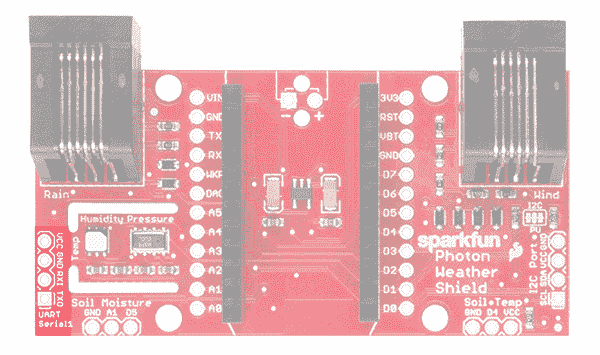 VIN
GND
TX
RX
WKP
DAC
A5
A4
A3
A2
A1
A0
- +
3V3
RST
VBT
GND
D7
D6
D5
D4
D3
D2
D1
D0
Rain
Wind
Humidity Pressure
Temp
VCC
GND
RXI
TXO
UART
Serial1
Soil Moisture
GND A1 D5
I2C
PU
sparkfun
Photon
Weather
Shield
I2C Port
GND
VCC
SDA
SCL
Soil Temp
GND D4 VCC